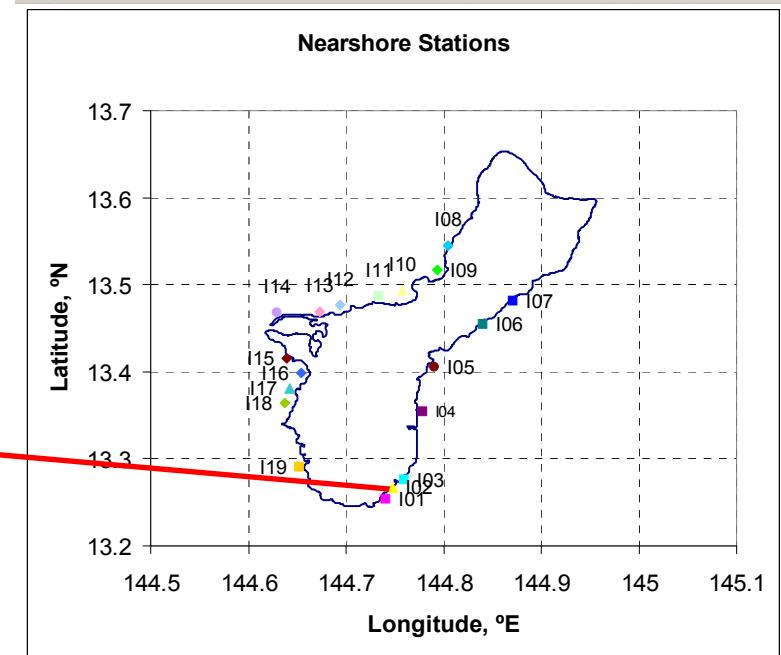 Nearshore Stations
13.7
13.6
13.5
13.4
13.3
13.2
Latitude, ºN
I08
I09
I10
I11
I12
I13
I14
I07
I06
I05
I15
I16
I17
I18
I04
I19
I03
I02
I01
144.5 144.6 144.7 144.8 144.9 145 145.1
Longitude, ºE